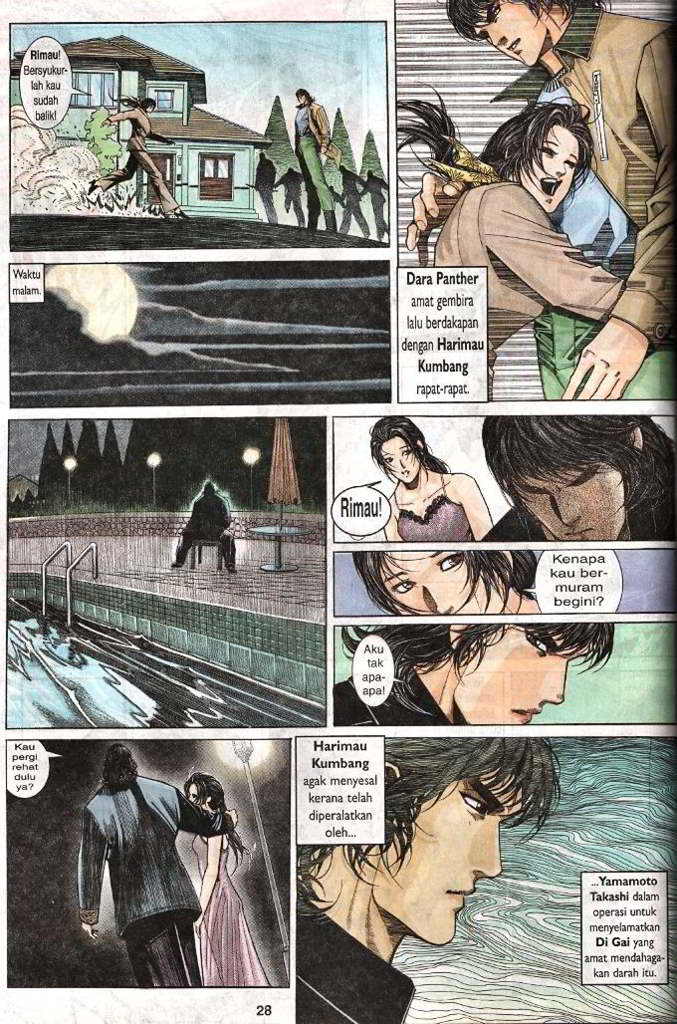 Rimau!
Bersyukur-
lah kau
sudah
balik!
Dara Panther
amat gembira
lalu berdakapan
dengan Harimau
Kumbang
rapat-rapat.
Waktu
malam.
Rimau!
Kenapa
kau ber-
muram
begini?
Aku
tak
apa-
apa!
Kau
pergi
rehat
dulu
ya?
Harimau
Kumbang
agak menyesal
kerana telah
diperalatkan
oleh...
...Yamamoto
Takashi dalam
operasi untuk
menyelamatkan
Di Gai yang
amat mendahaga-
kan darah itu.
28